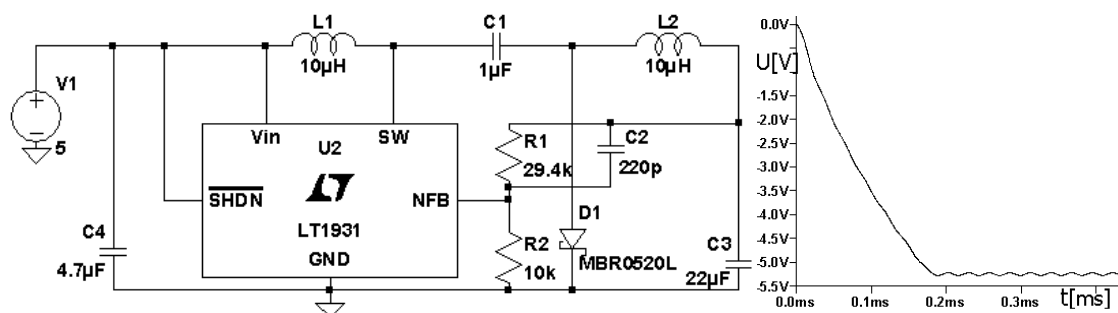 L1
10µH
C1
1µF
L2
10µH
V1
5
Vin
SW
U2
SHDN
LT1931
GND
NFB
R1
29.4k
C2
220p
R2
10k
D1
MBR0520L
C4
4.7µF
C3
22µF
0.0V
U[V]
-1.5V
-2.0V
-2.5V
-3.0V
-3.5V
-4.0V
-4.5V
-5.0V
-5.5V
0.0ms
0.1ms
0.2ms
0.3ms
t[ms]